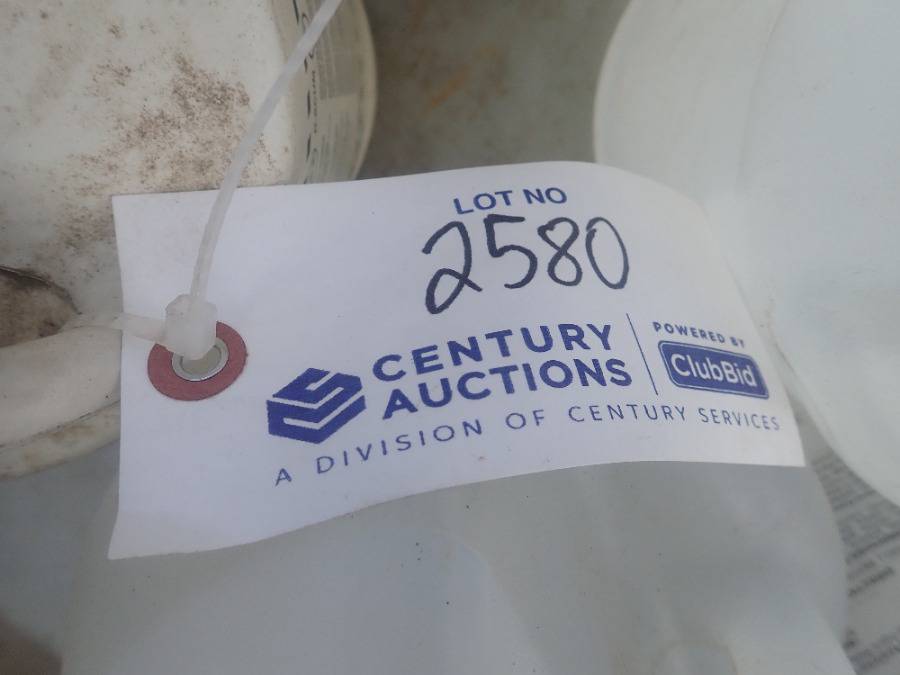 LOT NO
2580
CENTURY
AUCTIONS
POWERED BY
ClubBid
A DIVISION OF CENTURY SERVICES